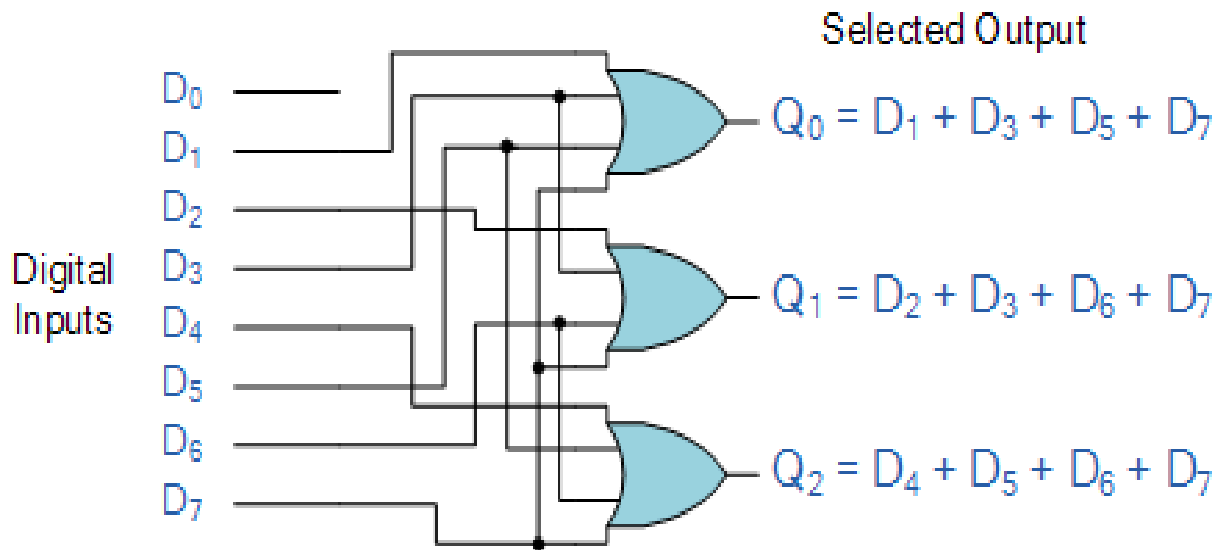 Selected Output
D₀
Q₀ = D₁ + D₃ + D₅ + D₇
D₁
D₂
Digital
Inputs
D₃
Q₁ = D₂ + D₃ + D₆ + D₇
D₄
D₅
D₆
Q₂ = D₄ + D₅ + D₆ + D₇
D₇